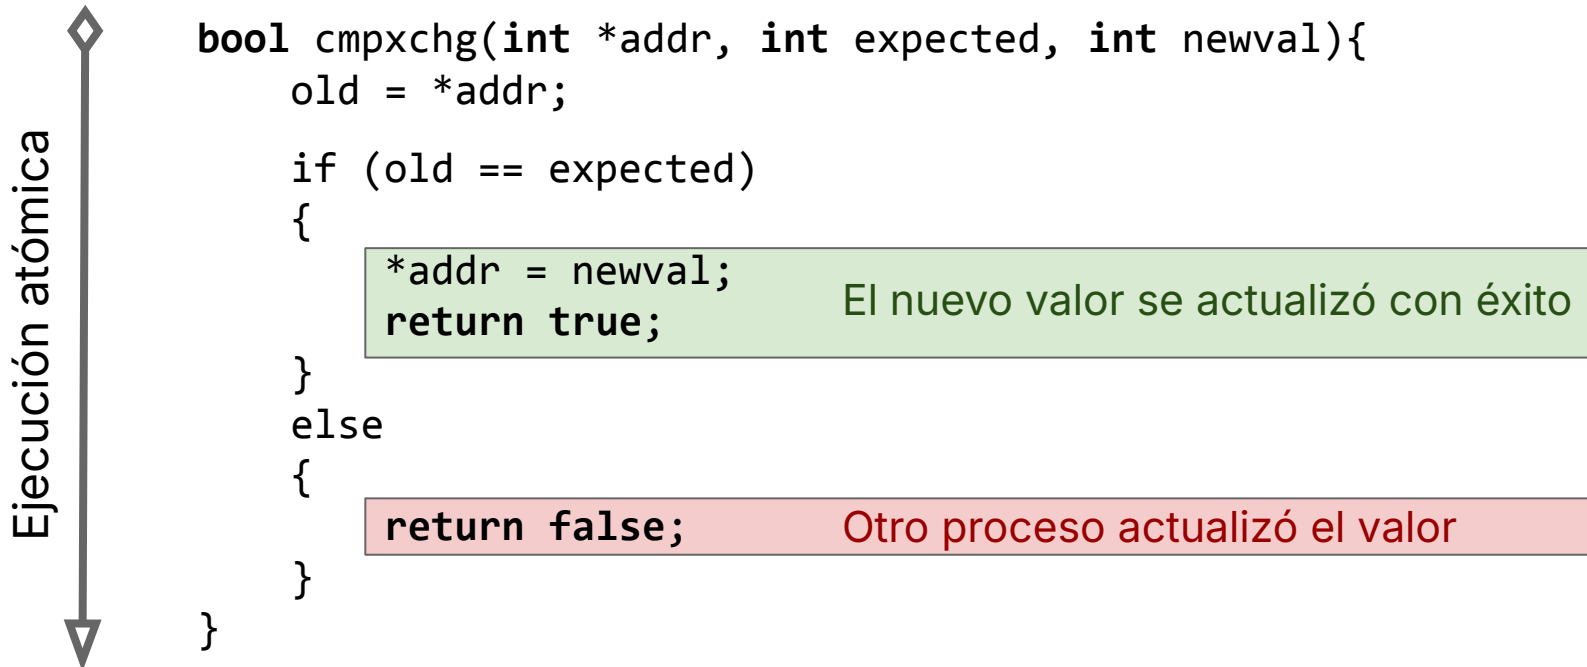 Ejecución atómica
bool cmpxchg(int *addr, int expected, int newval){
old = *addr;
if (old == expected)
{
*addr = newval;
return true;
El nuevo valor se actualizó con éxito
}
else
{
return false;
Otro proceso actualizó el valor
}
}